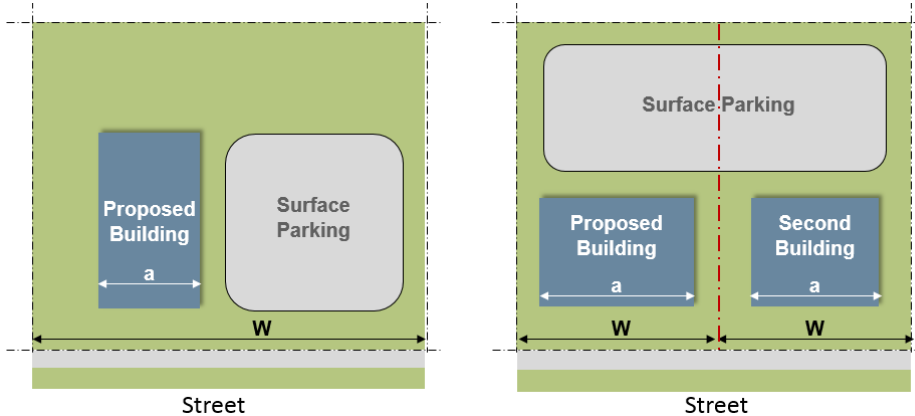 Proposed
Building
a
Surface
Parking
W
Street
Surface Parking
Proposed
Building
a
Second
Building
a
W
W
Street